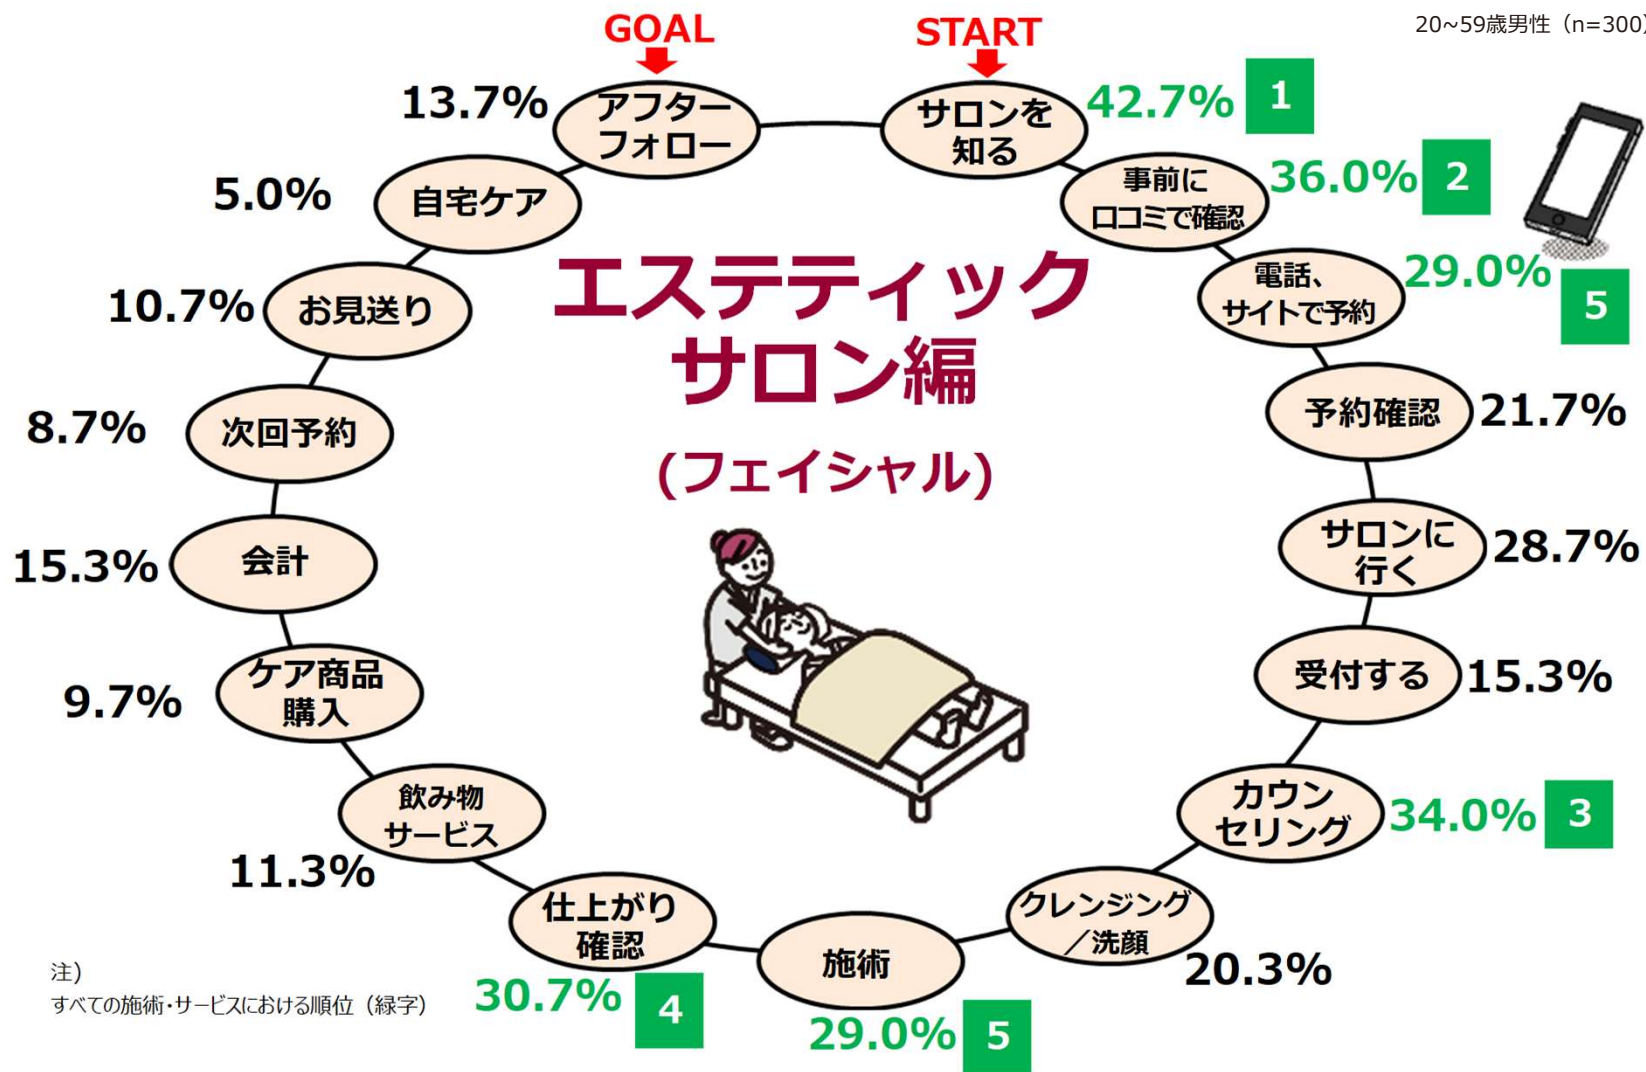 20~59歳男性（n=300）
GOAL
START
アフター
フォロー
13.7%
サロンを
知る
42.7%
1
事前に
口コミで確認
36.0%
2
電話、
サイトで予約
29.0%
5
予約確認
21.7%
サロンに
行く
28.7%
受付する
15.3%
カウン
セリング
34.0%
3
クレンジング
／洗顔
20.3%
施術
29.0%
5
仕上がり
確認
30.7%
4
飲み物
サービス
11.3%
ケア商品
購入
9.7%
会計
15.3%
次回予約
8.7%
お見送り
10.7%
自宅ケア
5.0%
エステティック
サロン編
(フェイシャル)
注)
すべての施術・サービスにおける順位（緑字）